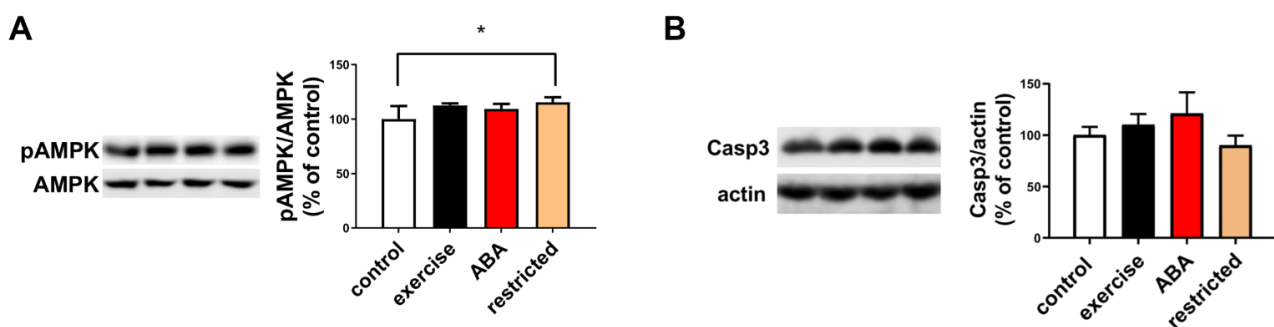 A
pAMPK
AMPK
pAMPK/AMPK
(% of control)
150
100
50
0
*
control
exercise
ABA
restricted
B
Casp3
actin
Casp3/actin
(% of control)
150
100
50
0
control
exercise
ABA
restricted